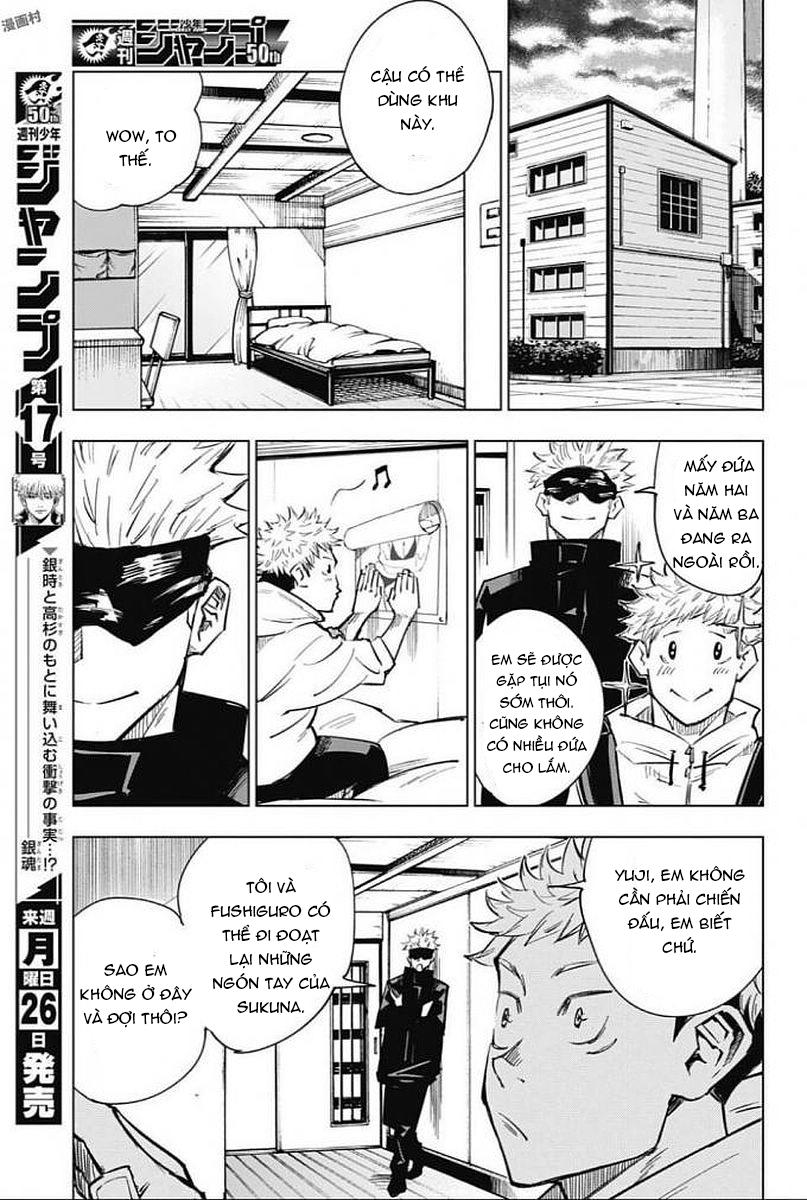 漫画村
週刊
少年
ジャンプ
50th
50th
週刊少年
ジャンプ
第
17
号
▼銀時と高杉のもとに舞い込む衝撃の事実…!?
銀魂
来週
月
曜日
26
日
発売
CẬU CÓ THỂ
DÙNG KHU
NÀY.
WOW, TO
THẾ.
MẤY ĐỨA
NĂM HAI
VÀ NĂM BA
ĐANG RA
NGOÀI RỒI.
EM SẼ ĐƯỢC
GẶP TỤI NÓ
SỚM THÔI.
CŨNG KHÔNG
CÓ NHIỀU ĐỨA
CHO LẮM.
YUJI, EM KHÔNG
CẦN PHẢI CHIẾN
ĐẤU, EM BIẾT
CHỨ.
TÔI VÀ
FUSHIGURO CÓ
THỂ ĐI ĐOẠT
LẠI NHỮNG
NGÓN TAY CỦA
SUKUNA.
SAO EM
KHÔNG Ở ĐÂY
VÀ ĐỢI THÔI?